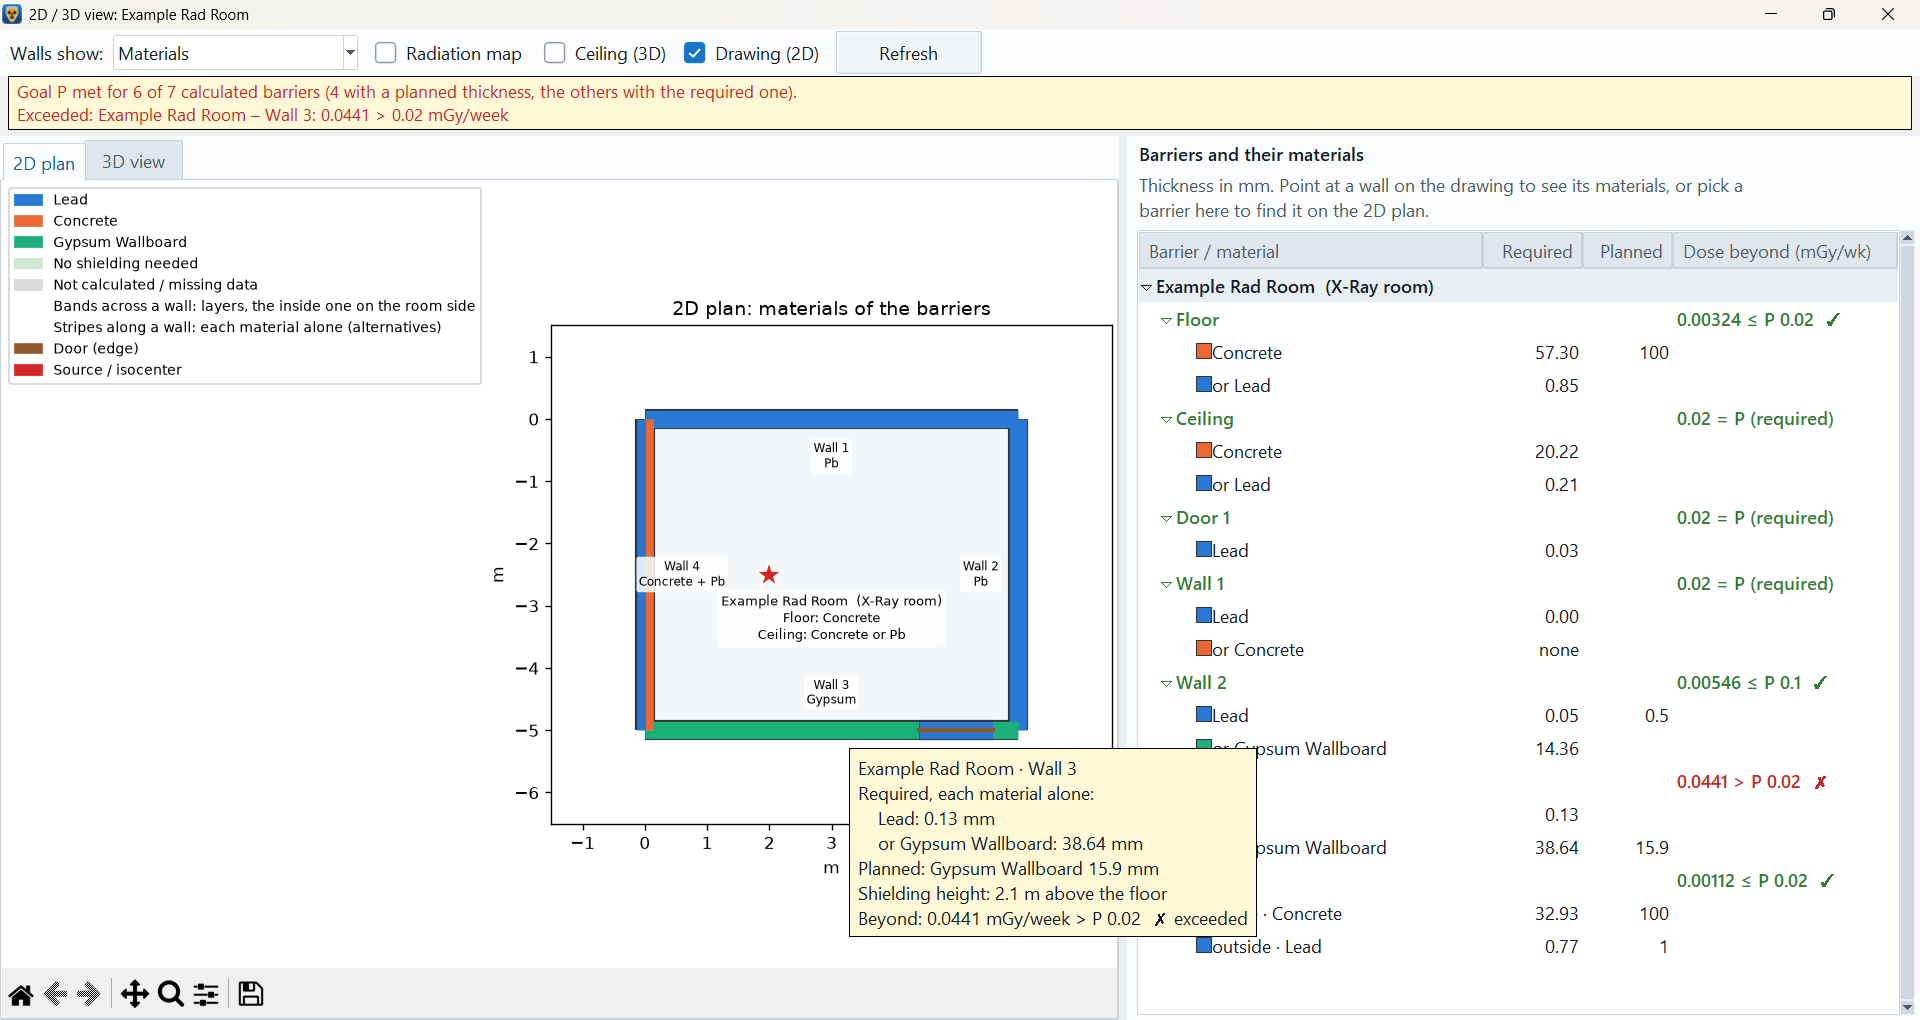 2D / 3D view: Example Rad Room
Walls show: Materials Radiation map Ceiling (3D) Drawing (2D) Refresh
Goal P met for 6 of 7 calculated barriers (4 with a planned thickness, the others with the required one).
Exceeded: Example Rad Room – Wall 3: 0.0441 > 0.02 mGy/week
2D plan 3D view
Lead
Concrete
Gypsum Wallboard
No shielding needed
Not calculated / missing data
Bands across a wall: layers, the inside one on the room side
Stripes along a wall: each material alone (alternatives)
Door (edge)
Source / isocenter
2D plan: materials of the barriers
1
0
−1
−2
−3
−4
−5
−6
m
−1 0 1 2 3
m
Wall 1
Pb
Wall 4
Concrete + Pb
Wall 2
Pb
Example Rad Room (X-Ray room)
Floor: Concrete
Ceiling: Concrete or Pb
Wall 3
Gypsum
Example Rad Room · Wall 3
Required, each material alone:
Lead: 0.13 mm
or Gypsum Wallboard: 38.64 mm
Planned: Gypsum Wallboard 15.9 mm
Shielding height: 2.1 m above the floor
Beyond: 0.0441 mGy/week > P 0.02 ✗ exceeded
Barriers and their materials
Thickness in mm. Point at a wall on the drawing to see its materials, or pick a
barrier here to find it on the 2D plan.
Barrier / material Required Planned Dose beyond (mGy/wk)
Example Rad Room (X-Ray room)
Floor 0.00324 ≤ P 0.02 ✓
Concrete 57.30 100
or Lead 0.85
Ceiling 0.02 = P (required)
Concrete 20.22
or Lead 0.21
Door 1 0.02 = P (required)
Lead 0.03
Wall 1 0.02 = P (required)
Lead 0.00
or Concrete none
Wall 2 0.00546 ≤ P 0.1 ✓
Lead 0.05 0.5
or Gypsum Wallboard 14.36
0.0441 > P 0.02 ✗
0.13
psum Wallboard 38.64 15.9
0.00112 ≤ P 0.02 ✓
· Concrete 32.93 100
outside · Lead 0.77 1